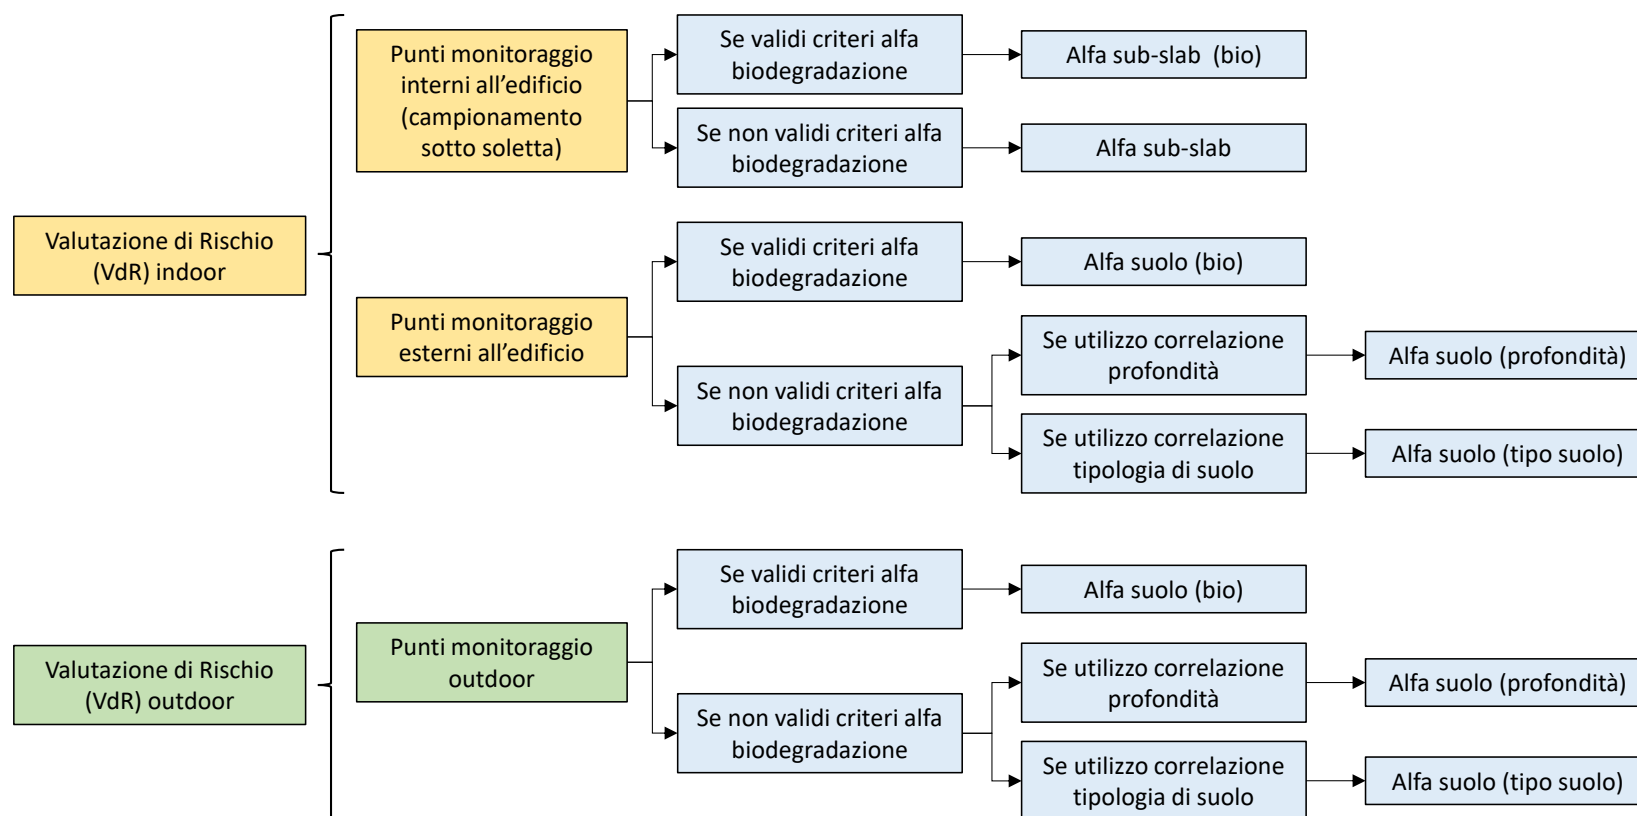 Valutazione di Rischio
(VdR) indoor
Punti monitoraggio
interni all'edificio
(campionamento
sotto soletta)
Se validi criteri alfa
biodegradazione
Alfa sub-slab (bio)
Se non validi criteri alfa
biodegradazione
Alfa sub-slab
Punti monitoraggio
esterni all'edificio
Se validi criteri alfa
biodegradazione
Alfa suolo (bio)
Se non validi criteri alfa
biodegradazione
Se utilizzo correlazione
profondità
Alfa suolo (profondità)
Se utilizzo correlazione
tipologia di suolo
Alfa suolo (tipo suolo)
Valutazione di Rischio
(VdR) outdoor
Punti monitoraggio
outdoor
Se validi criteri alfa
biodegradazione
Alfa suolo (bio)
Se non validi criteri alfa
biodegradazione
Se utilizzo correlazione
profondità
Alfa suolo (profondità)
Se utilizzo correlazione
tipologia di suolo
Alfa suolo (tipo suolo)